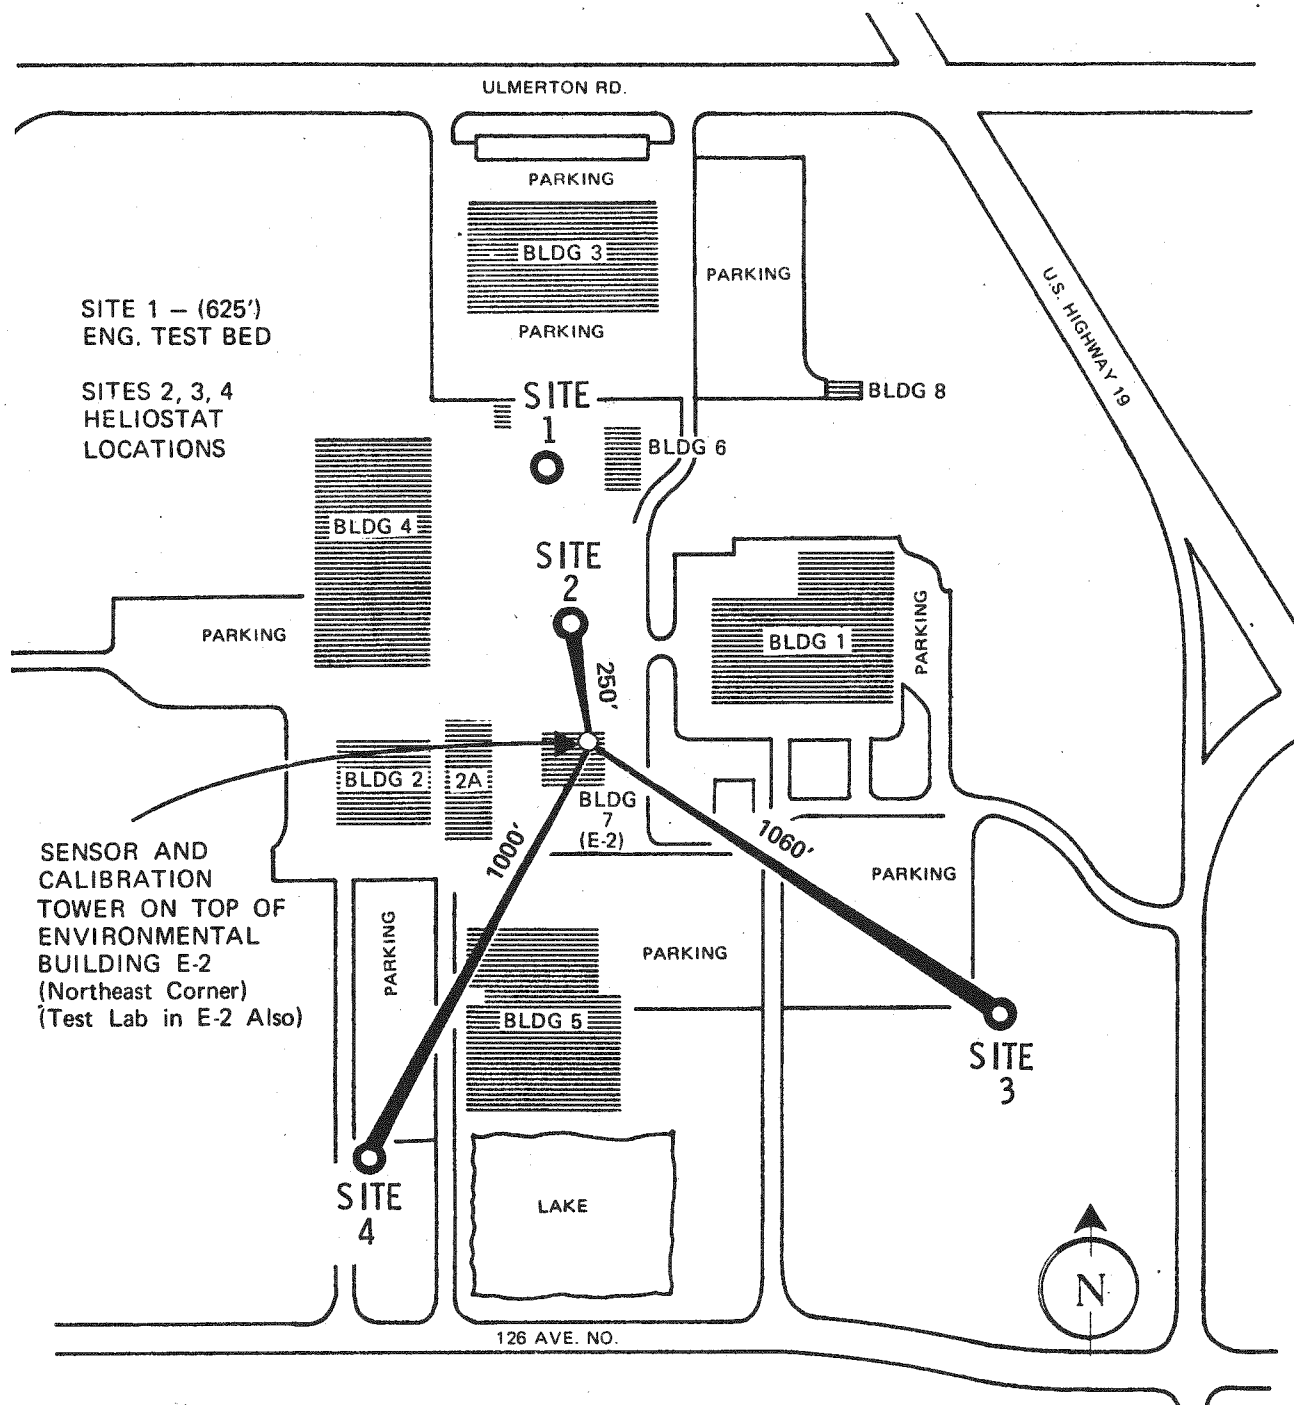 ULMERTON RD.
PARKING
BLDG 3
PARKING
PARKING
U.S. HIGHWAY 19
SITE 1 – (625')
ENG. TEST BED
SITES 2, 3, 4
HELIOSTAT
LOCATIONS
SITE
1
BLDG 8
BLDG 6
BLDG 4
SITE
2
PARKING
BLDG 1
PARKING
250'
BLDG 2
2A
BLDG
7
(E-2)
1000'
1060'
SENSOR AND
CALIBRATION
TOWER ON TOP OF
ENVIRONMENTAL
BUILDING E-2
(Northeast Corner)
(Test Lab in E-2 Also)
PARKING
PARKING
PARKING
BLDG 5
SITE
3
SITE
4
LAKE
N
126 AVE. NO.